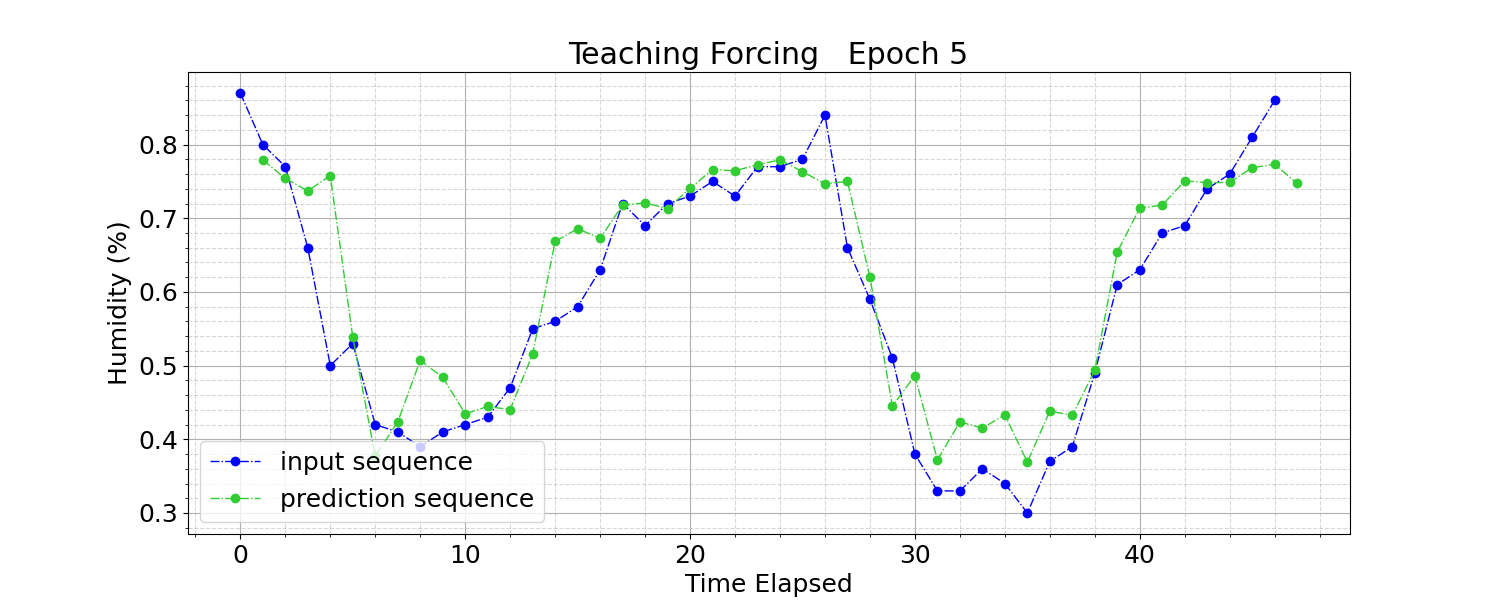 Teaching Forcing   Epoch 5
Humidity (%)
0.8
0.7
0.6
0.5
0.4
0.3
input sequence
prediction sequence
0 10 20 30 40
Time Elapsed